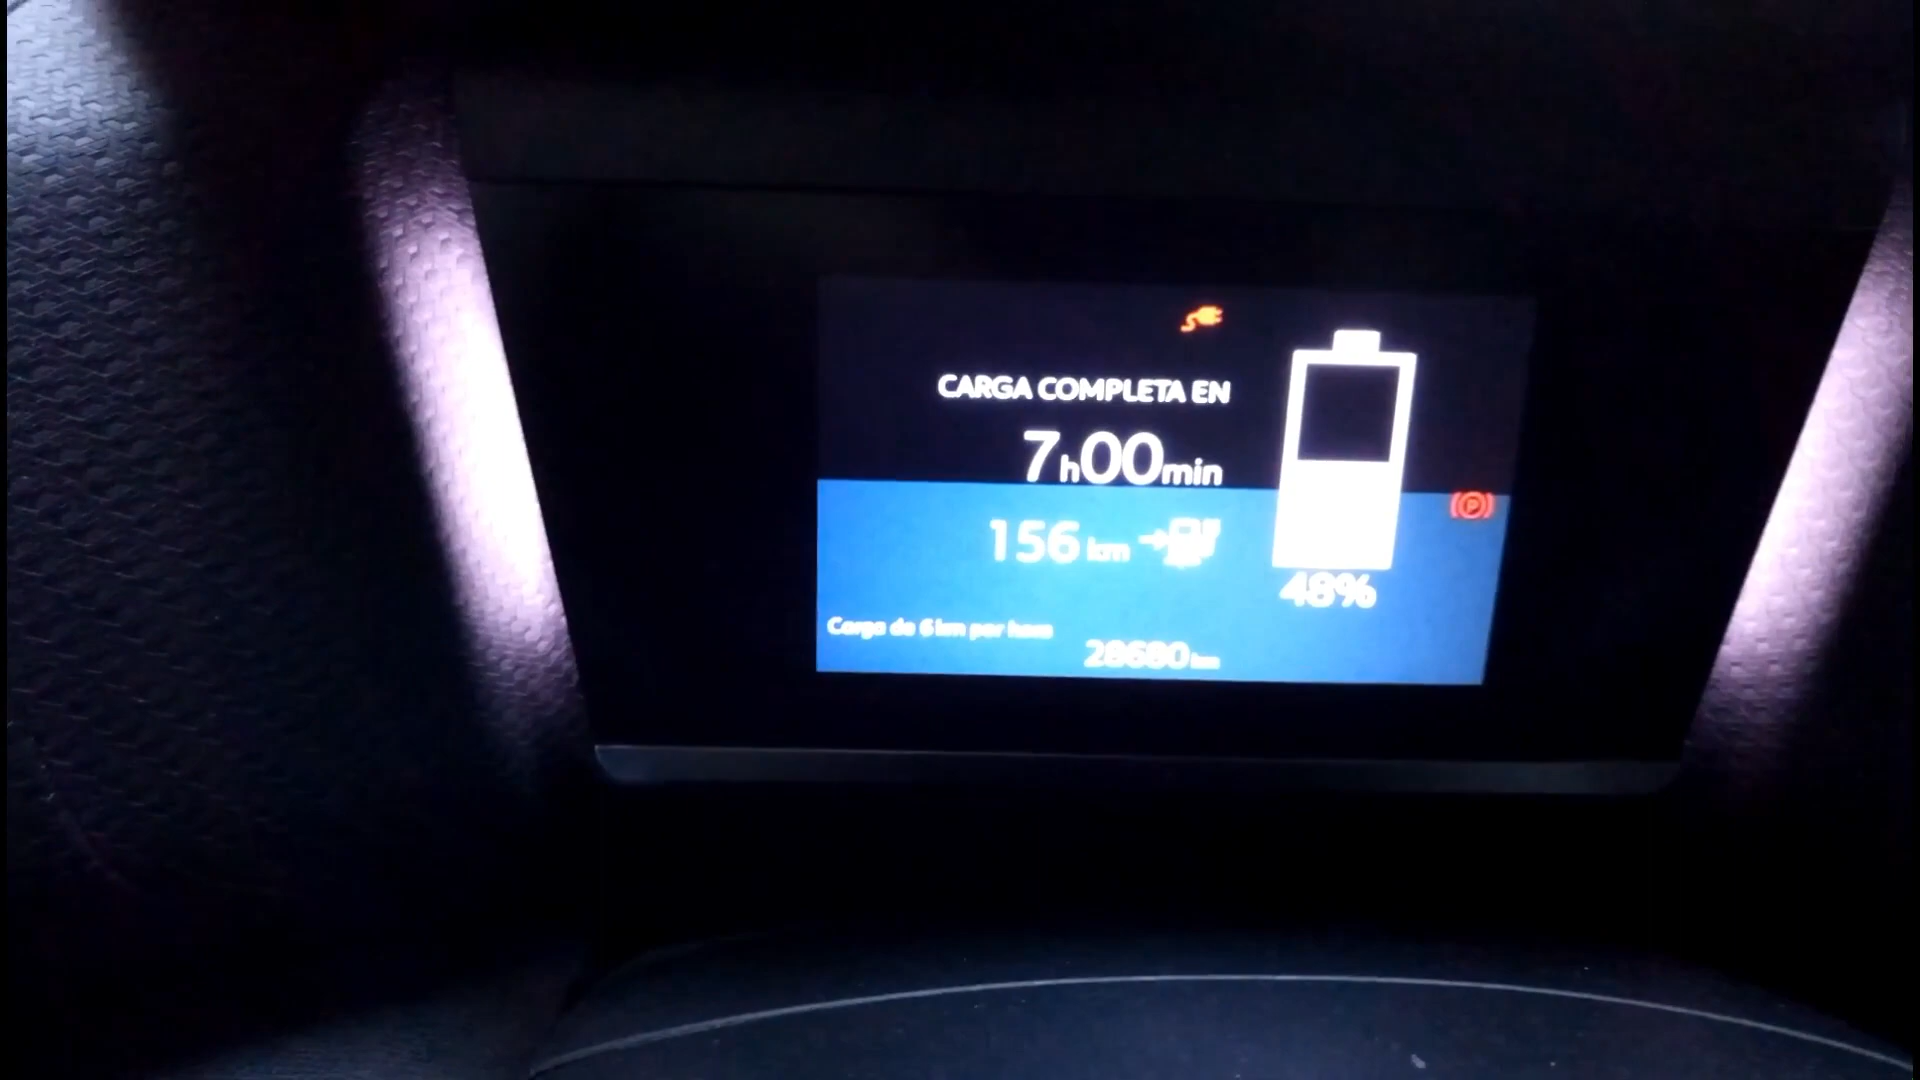 CARGA COMPLETA EN
7h00min
156 km
48%
Carga de 6 km por hora
28680 km
P